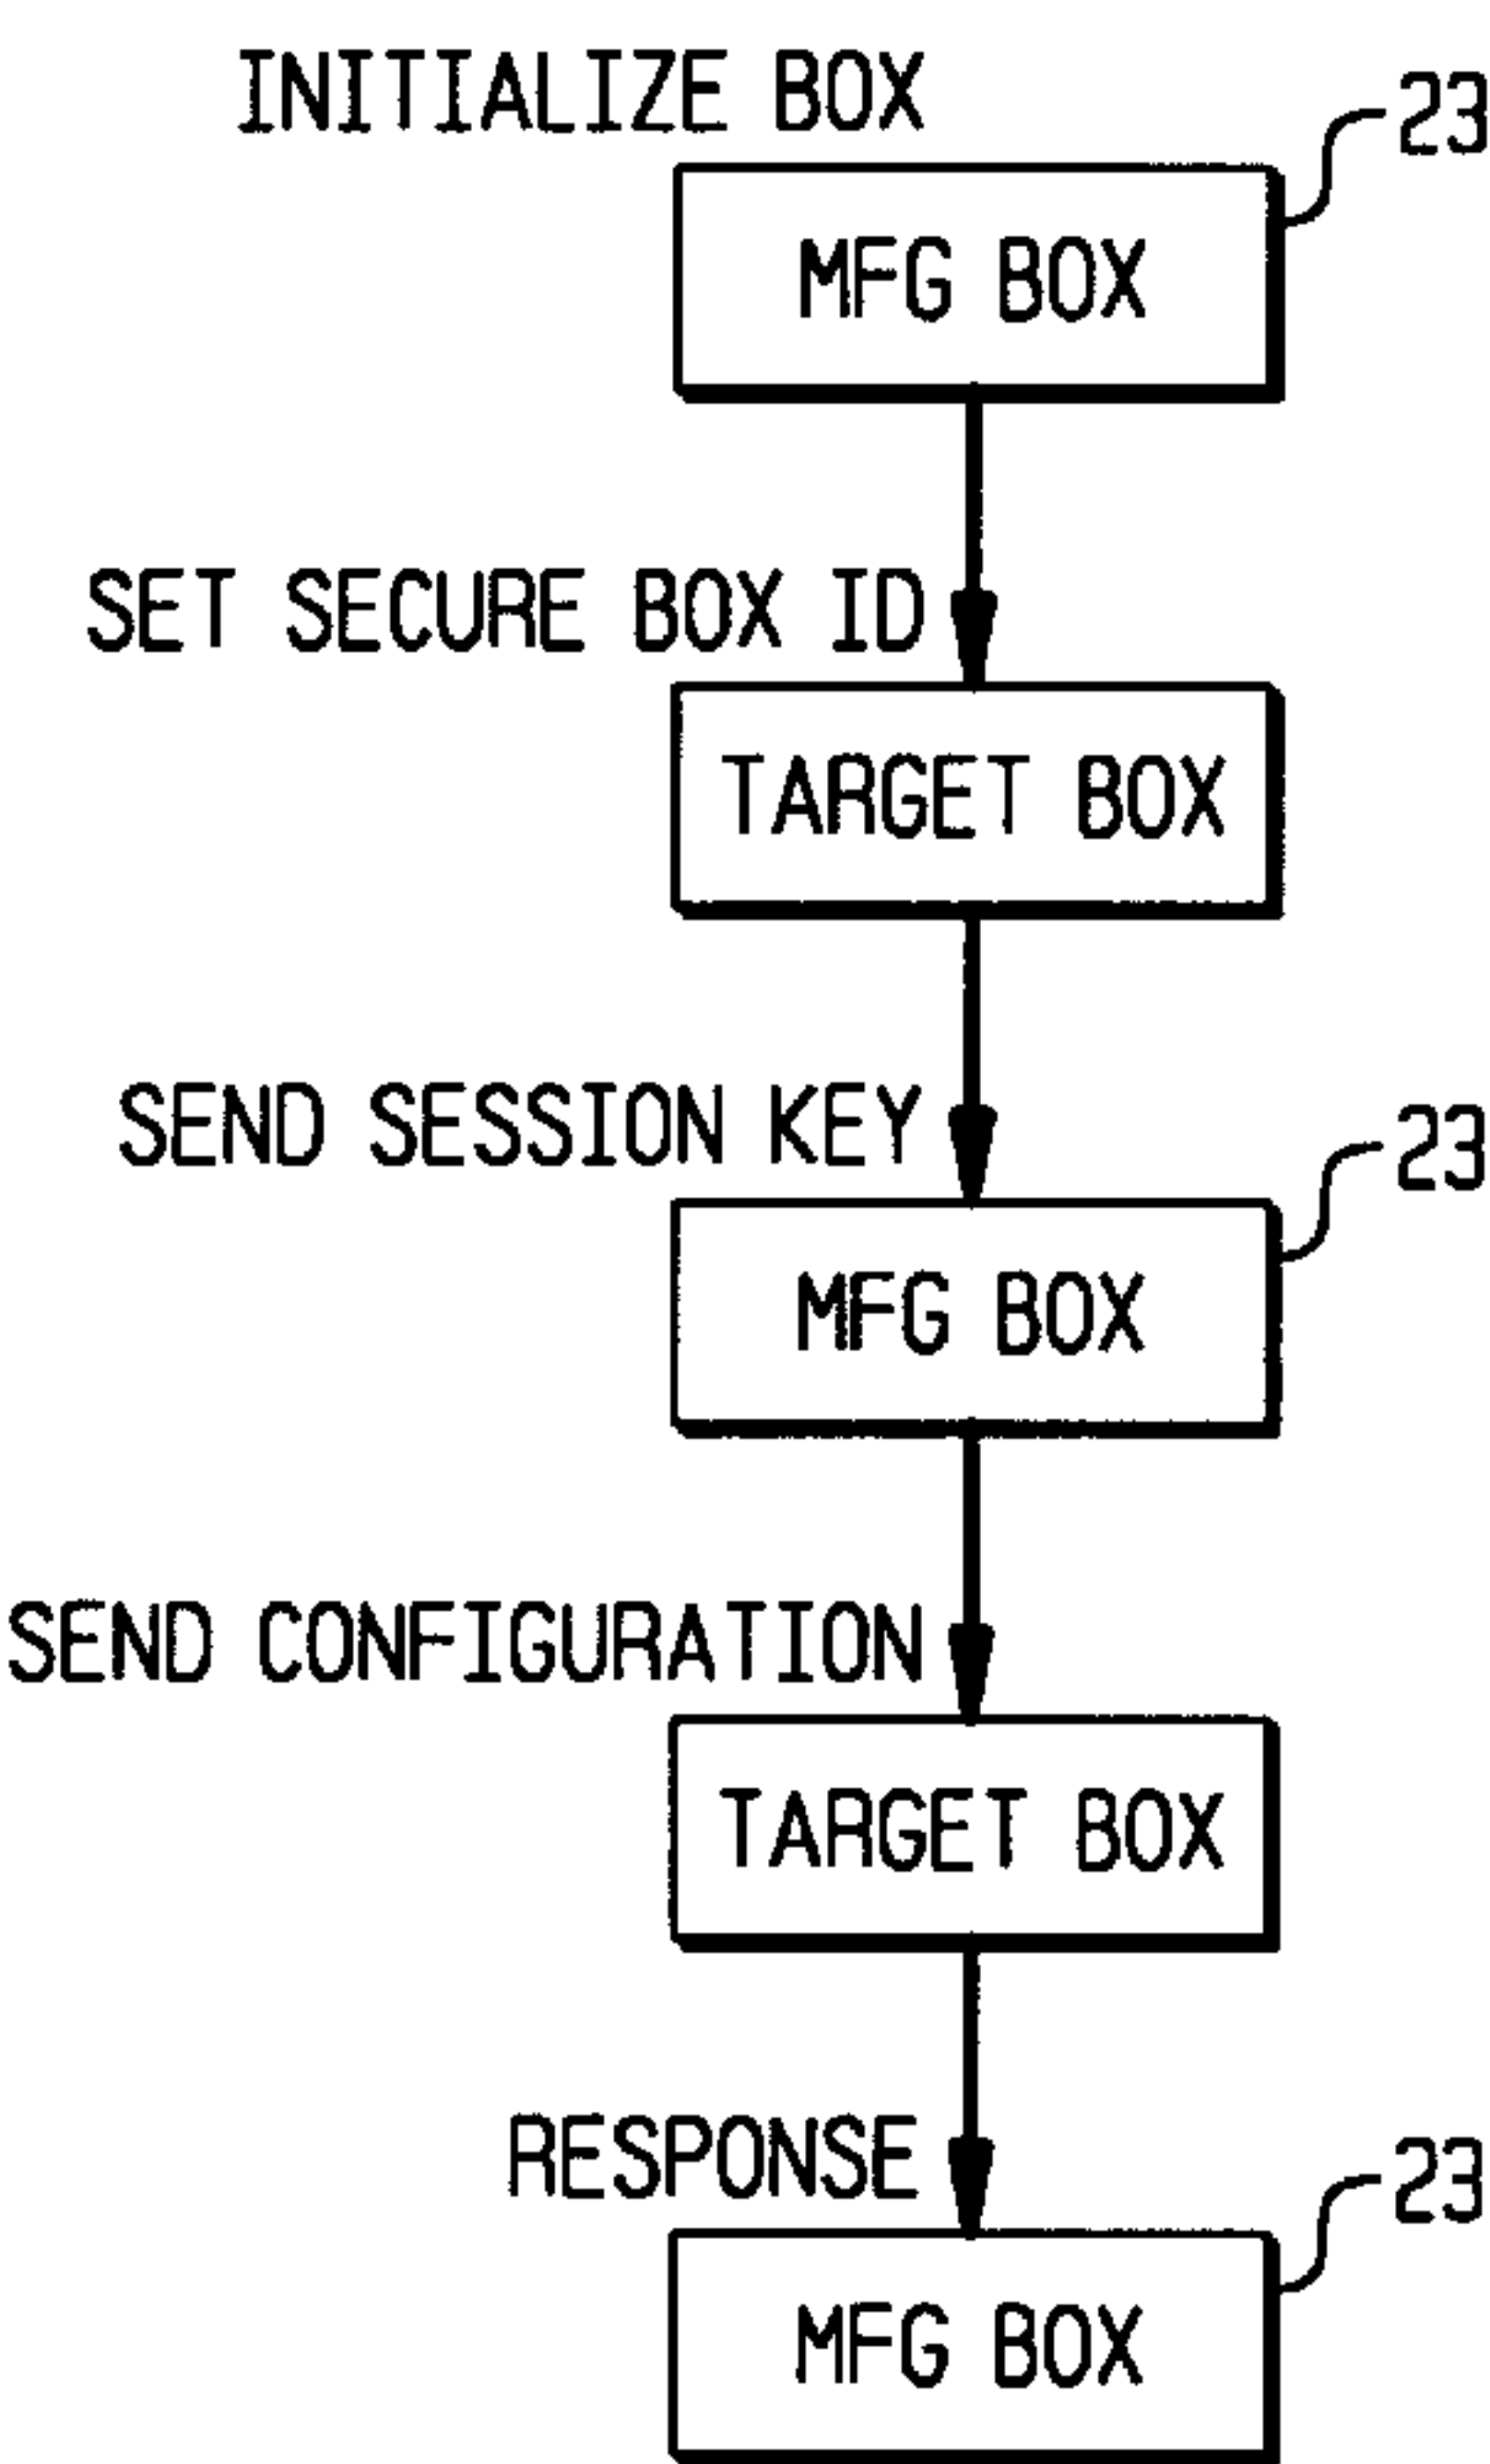 INITIALIZE BOX
23
MFG BOX
SET SECURE BOX ID
TARGET BOX
SEND SESSION KEY
23
MFG BOX
SEND CONFIGURATION
TARGET BOX
RESPONSE
23
MFG BOX